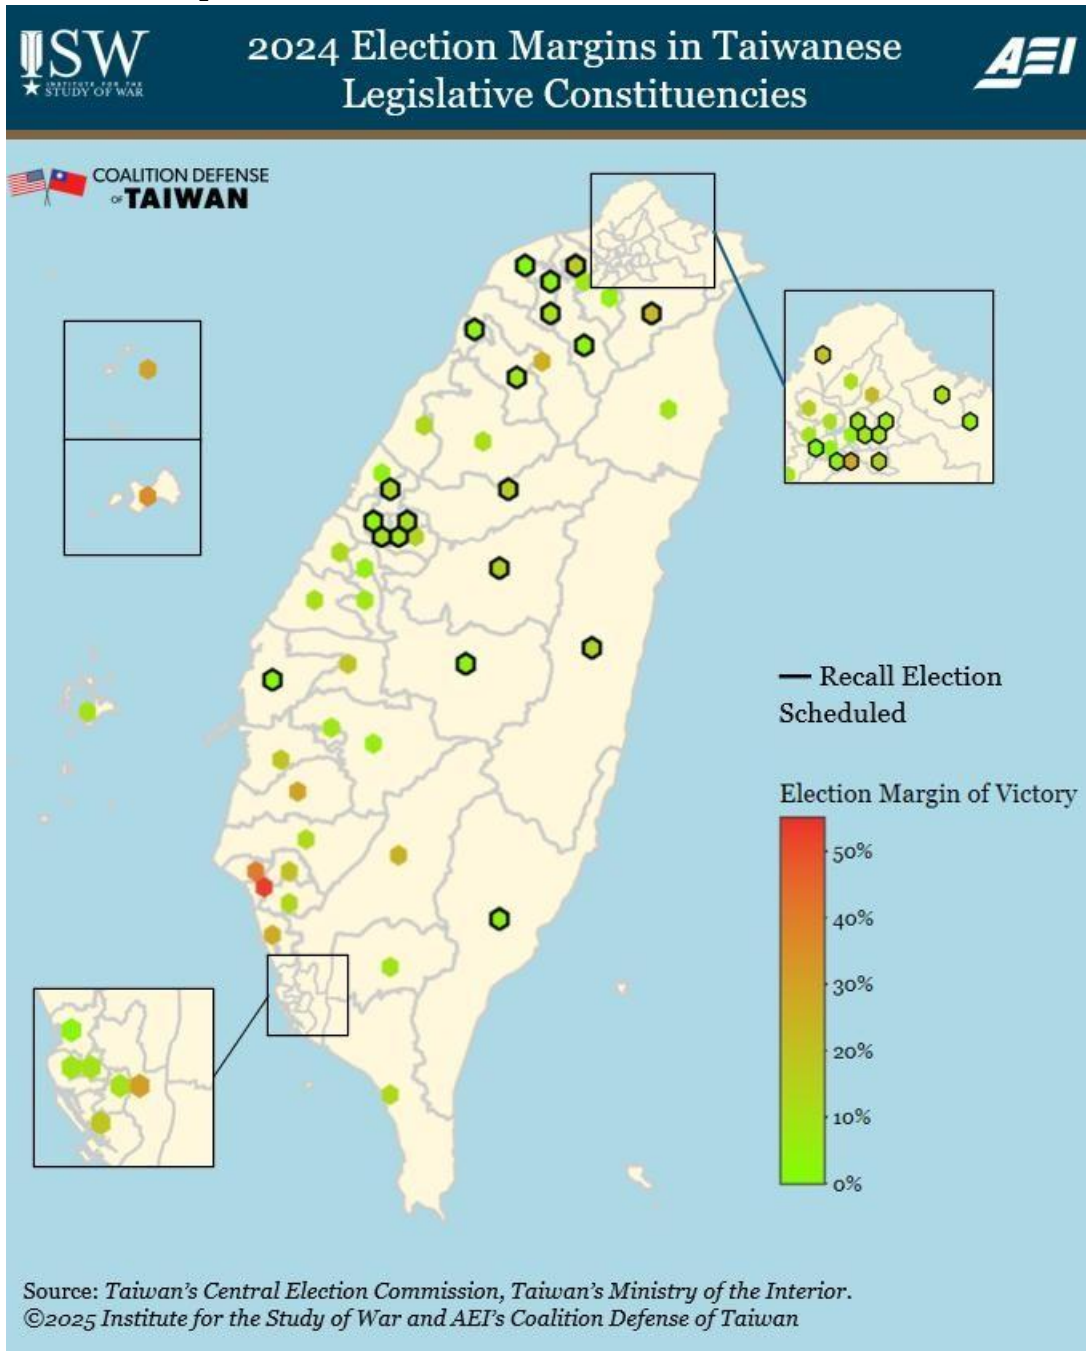 ISW
INSTITUTE FOR THE
STUDY OF WAR
2024 Election Margins in Taiwanese
Legislative Constituencies
AEI
COALITION DEFENSE
OF TAIWAN
Recall Election
Scheduled
Election Margin of Victory
50%
40%
30%
20%
10%
0%
Source: Taiwan's Central Election Commission, Taiwan's Ministry of the Interior.
©2025 Institute for the Study of War and AEI's Coalition Defense of Taiwan